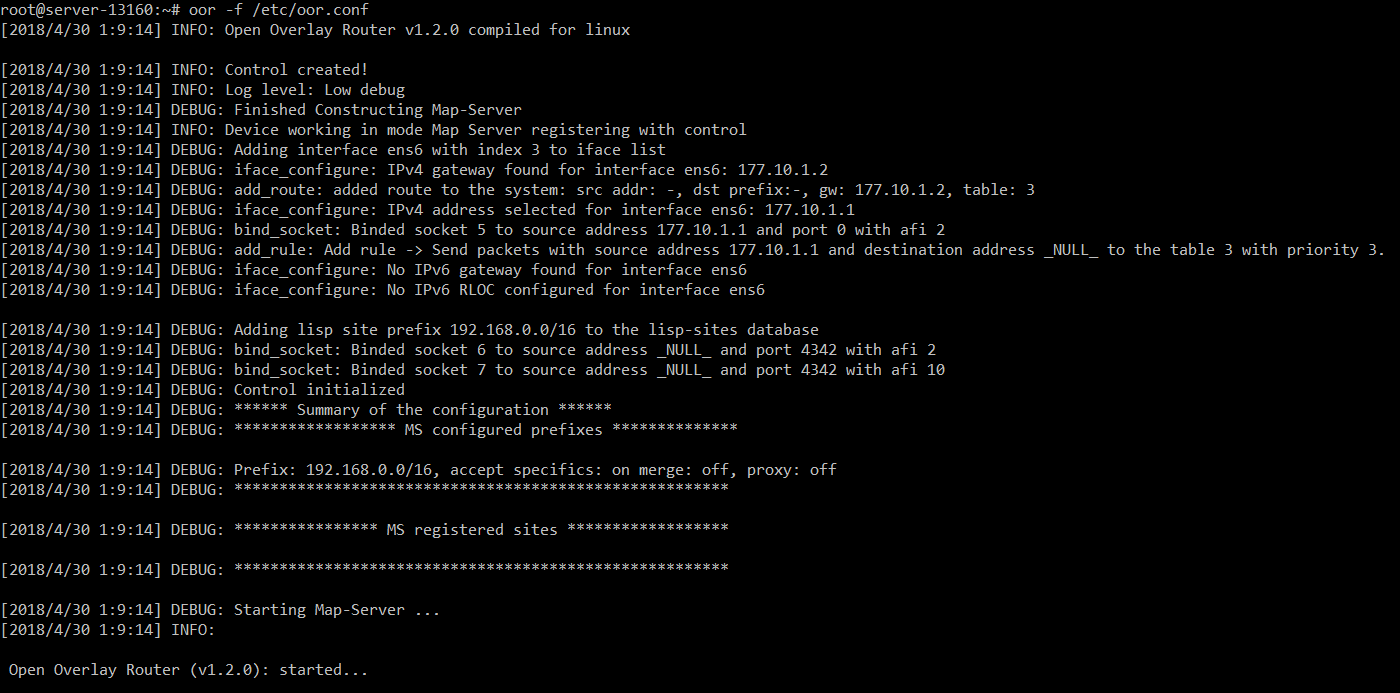 root@server-13160:~# oor -f /etc/oor.conf
[2018/4/30 1:9:14] INFO: Open Overlay Router v1.2.0 compiled for linux
[2018/4/30 1:9:14] INFO: Control created!
[2018/4/30 1:9:14] INFO: Log level: Low debug
[2018/4/30 1:9:14] DEBUG: Finished Constructing Map-Server
[2018/4/30 1:9:14] INFO: Device working in mode Map Server registering with control
[2018/4/30 1:9:14] DEBUG: Adding interface ens6 with index 3 to iface list
[2018/4/30 1:9:14] DEBUG: iface_configure: IPv4 gateway found for interface ens6: 177.10.1.2
[2018/4/30 1:9:14] DEBUG: add_route: added route to the system: src addr: -, dst prefix:-, gw: 177.10.1.2, table: 3
[2018/4/30 1:9:14] DEBUG: iface_configure: IPv4 address selected for interface ens6: 177.10.1.1
[2018/4/30 1:9:14] DEBUG: bind_socket: Binded socket 5 to source address 177.10.1.1 and port 0 with afi 2
[2018/4/30 1:9:14] DEBUG: add_rule: Add rule -> Send packets with source address 177.10.1.1 and destination address _NULL_ to the table 3 with priority 3.
[2018/4/30 1:9:14] DEBUG: iface_configure: No IPv6 gateway found for interface ens6
[2018/4/30 1:9:14] DEBUG: iface_configure: No IPv6 RLOC configured for interface ens6
[2018/4/30 1:9:14] DEBUG: Adding lisp site prefix 192.168.0.0/16 to the lisp-sites database
[2018/4/30 1:9:14] DEBUG: bind_socket: Binded socket 6 to source address _NULL_ and port 4342 with afi 2
[2018/4/30 1:9:14] DEBUG: bind_socket: Binded socket 7 to source address _NULL_ and port 4342 with afi 10
[2018/4/30 1:9:14] DEBUG: Control initialized
[2018/4/30 1:9:14] DEBUG: ****** Summary of the configuration ******
[2018/4/30 1:9:14] DEBUG: ****************** MS configured prefixes **************
[2018/4/30 1:9:14] DEBUG: Prefix: 192.168.0.0/16, accept specifics: on merge: off, proxy: off
[2018/4/30 1:9:14] DEBUG: *******************************************************
[2018/4/30 1:9:14] DEBUG: **************** MS registered sites ******************
[2018/4/30 1:9:14] DEBUG: *******************************************************
[2018/4/30 1:9:14] DEBUG: Starting Map-Server ...
[2018/4/30 1:9:14] INFO:
Open Overlay Router (v1.2.0): started...